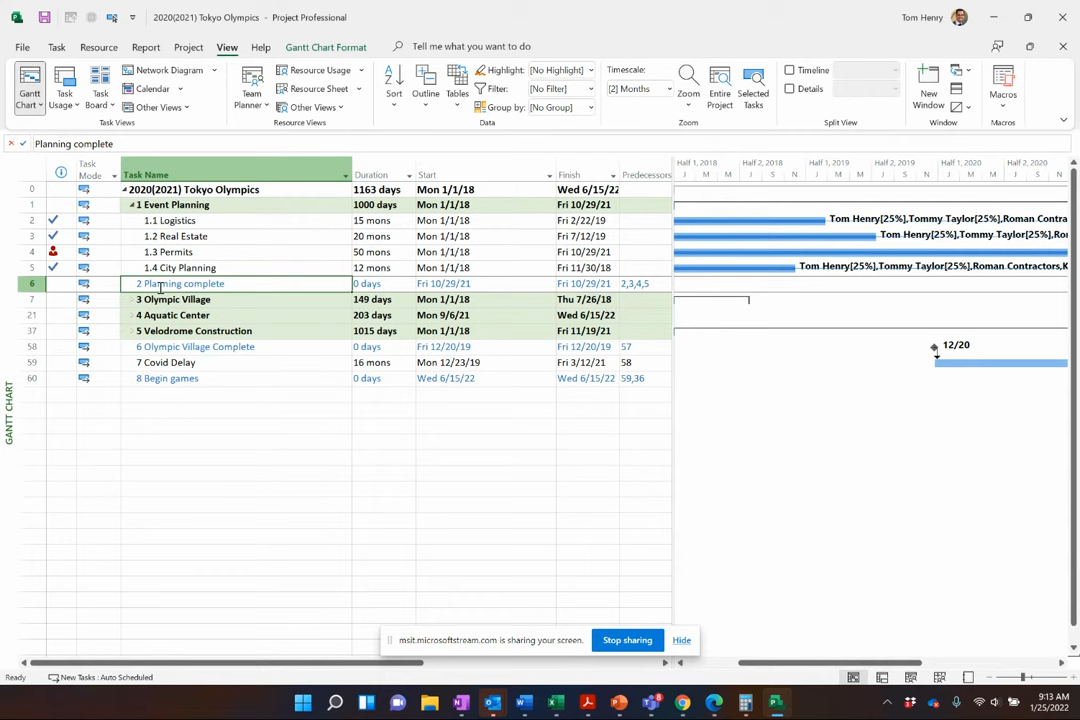 2020(2021) Tokyo Olympics - Project Professional
Tom Henry
File Task Resource Report Project View Help Gantt Chart Format Tell me what you want to do
Gantt Chart
Task Usage
Task Board
Network Diagram
Calendar
Other Views
Task Views
Team Planner
Resource Usage
Resource Sheet
Other Views
Resource Views
Sort
Outline
Tables
Highlight: [No Highlight]
Filter: [No Filter]
Group by: [No Group]
Data
Timescale:
[2] Months
Zoom
Entire Project
Selected Tasks
Zoom
Timeline
Details
Split View
New Window
Window
Macros
Macros
Planning complete
Task Mode Task Name Duration Start Finish Predecessors
Half 1, 2018 Half 2, 2018 Half 1, 2019 Half 2, 2019 Half 1, 2020 Half 2, 2020
J M M J S N J M M J S N J M M J S N
0 2020(2021) Tokyo Olympics 1163 days Mon 1/1/18 Wed 6/15/22
1 1 Event Planning 1000 days Mon 1/1/18 Fri 10/29/21
2 1.1 Logistics 15 mons Mon 1/1/18 Fri 2/22/19 Tom Henry[25%],Tommy Taylor[25%],Roman Contra
3 1.2 Real Estate 20 mons Mon 1/1/18 Fri 7/12/19 Tom Henry[25%],Tommy Taylor[25%],Ro
4 1.3 Permits 50 mons Mon 1/1/18 Fri 10/29/21
5 1.4 City Planning 12 mons Mon 1/1/18 Fri 11/30/18 Tom Henry[25%],Tommy Taylor[25%],Roman Contractors,K
6 2 Planning complete 0 days Fri 10/29/21 Fri 10/29/21 2,3,4,5
7 3 Olympic Village 149 days Mon 1/1/18 Thu 7/26/18
21 4 Aquatic Center 203 days Mon 9/6/21 Wed 6/15/22
37 5 Velodrome Construction 1015 days Mon 1/1/18 Fri 11/19/21
58 6 Olympic Village Complete 0 days Fri 12/20/19 Fri 12/20/19 57 12/20
59 7 Covid Delay 16 mons Mon 12/23/19 Fri 3/12/21 58
60 8 Begin games 0 days Wed 6/15/22 Wed 6/15/22 59,36
GANTT CHART
msit.microsoftstream.com is sharing your screen. Stop sharing Hide
Ready New Tasks : Auto Scheduled
9:13 AM
1/25/2022